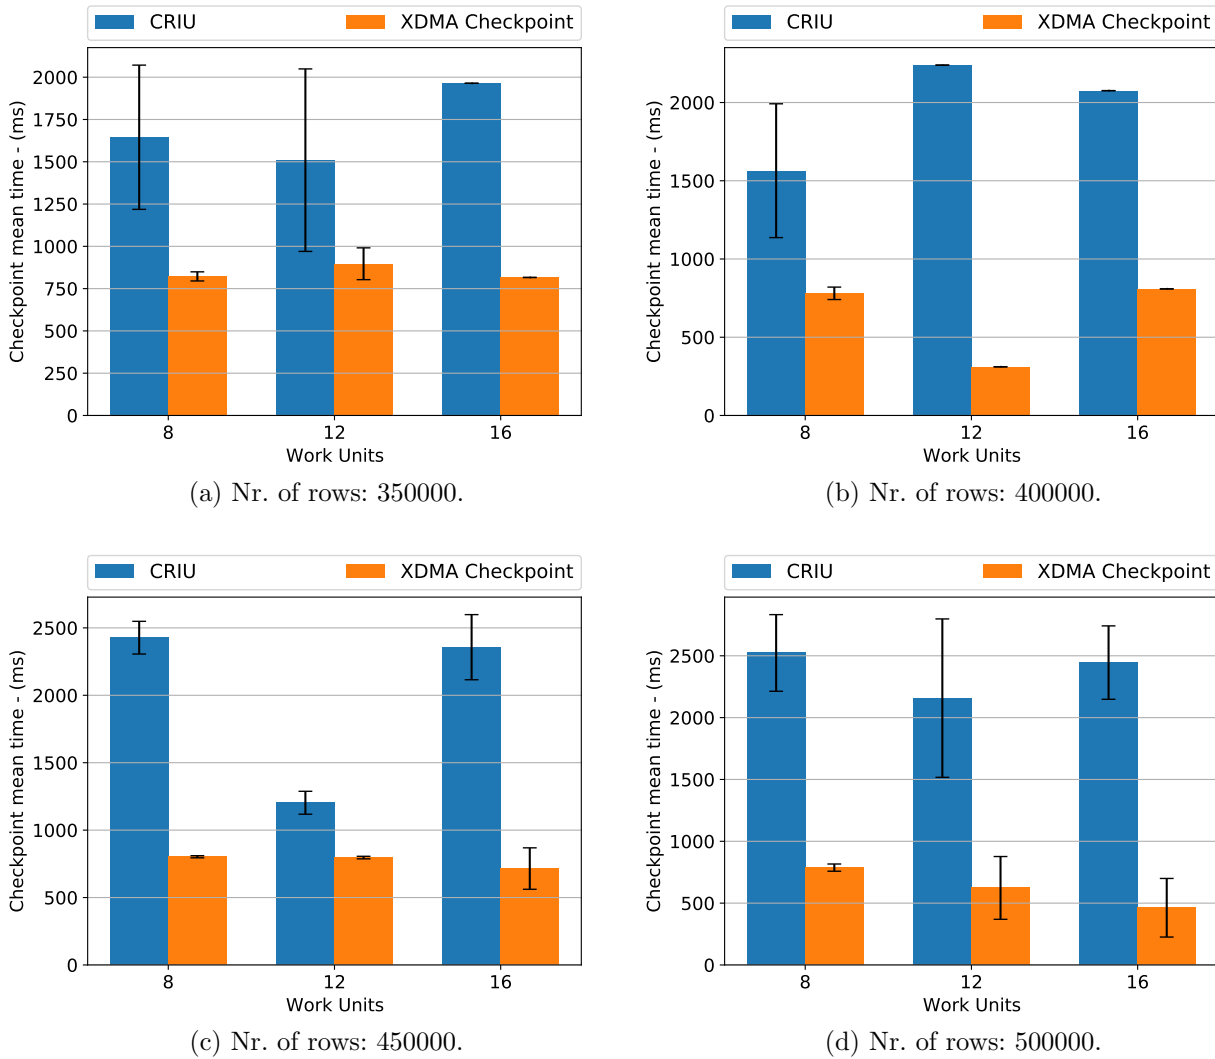 CRIU XDMA Checkpoint
Checkpoint mean time - (ms)
2000
1750
1500
1250
1000
750
500
250
0
8 12 16
Work Units
(a) Nr. of rows: 350000.
CRIU XDMA Checkpoint
Checkpoint mean time - (ms)
2000
1500
1000
500
0
8 12 16
Work Units
(b) Nr. of rows: 400000.
CRIU XDMA Checkpoint
Checkpoint mean time - (ms)
2500
2000
1500
1000
500
0
8 12 16
Work Units
(c) Nr. of rows: 450000.
CRIU XDMA Checkpoint
Checkpoint mean time - (ms)
2500
2000
1500
1000
500
0
8 12 16
Work Units
(d) Nr. of rows: 500000.